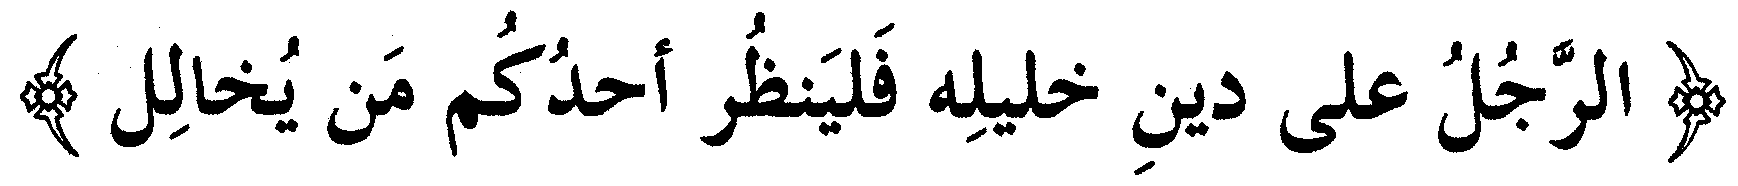 ﴿ الرَّجُلُ على دينِ خليلِه فَليَنظُر أحدُكُم مَن يُخالِل ﴾